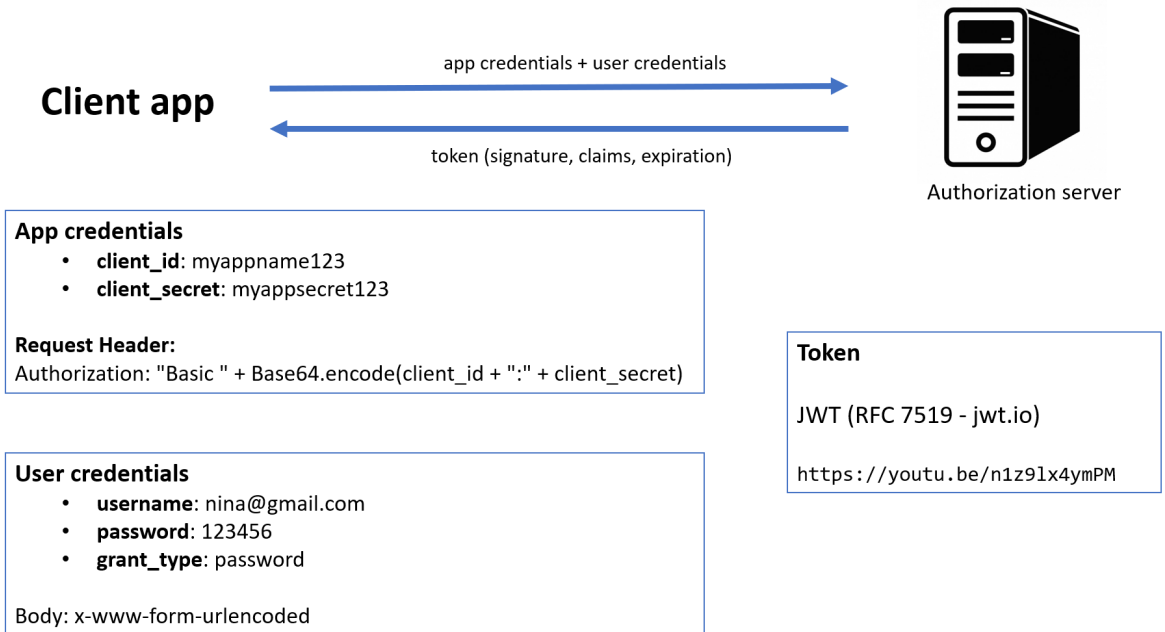 app credentials + user credentials
Client app
token (signature, claims, expiration)
Authorization server
App credentials
• client_id: myappname123
• client_secret: myappsecret123
Request Header:
Authorization: "Basic " + Base64.encode(client_id + ":" + client_secret)
Token
JWT (RFC 7519 - jwt.io)
https://youtu.be/n1z9lx4ymPM
User credentials
• username: nina@gmail.com
• password: 123456
• grant_type: password
Body: x-www-form-urlencoded